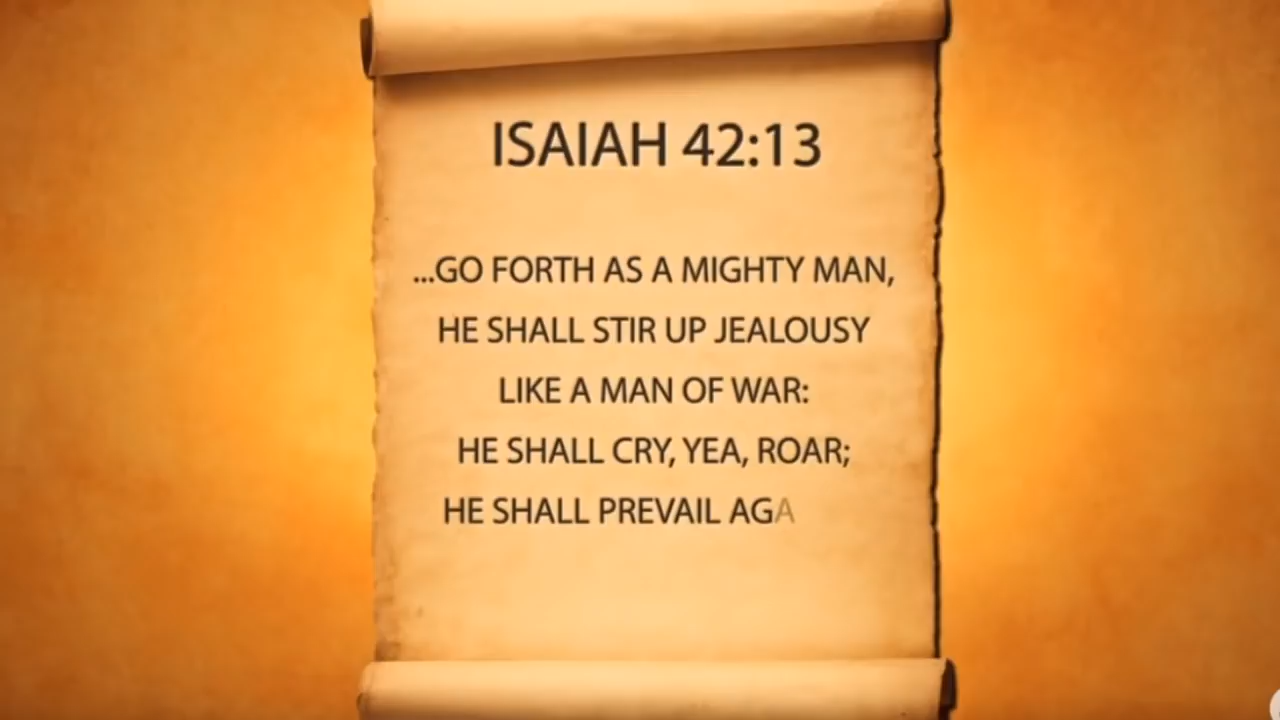 ISAIAH 42:13
...GO FORTH AS A MIGHTY MAN,
HE SHALL STIR UP JEALOUSY
LIKE A MAN OF WAR:
HE SHALL CRY, YEA, ROAR;
HE SHALL PREVAIL AGA